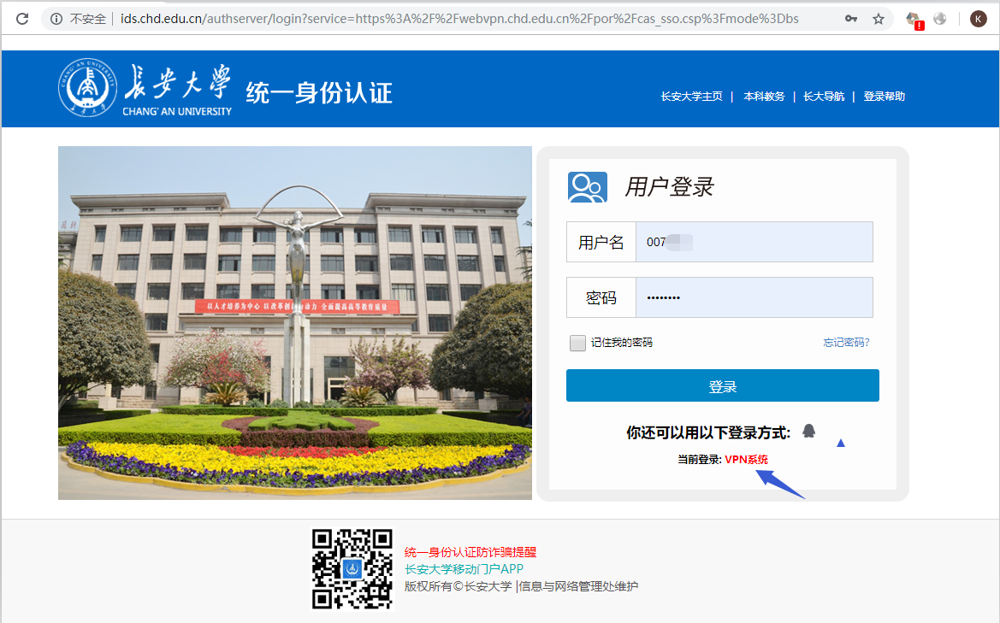 不安全 | ids.chd.edu.cn/authserver/login?service=https%3A%2F%2Fwebvpn.chd.edu.cn%2Fpor%2Fcas_sso.csp%3Fmode%3Dbs
K
CHANG'AN UNIVERSITY
长安大学
CHANG' AN UNIVERSITY
统一身份认证
长安大学主页 | 本科教务 | 长大导航 | 登录帮助
以人才培养为中心 以改革创新为动力 全面提高高等教育质量
用户登录
用户名 007
密码 ••••••••
记住我的密码 忘记密码?
登录
你还可以用以下登录方式:
当前登录: VPN系统
统一身份认证防诈骗提醒
长安大学移动门户APP
版权所有©长安大学 |信息与网络管理处维护